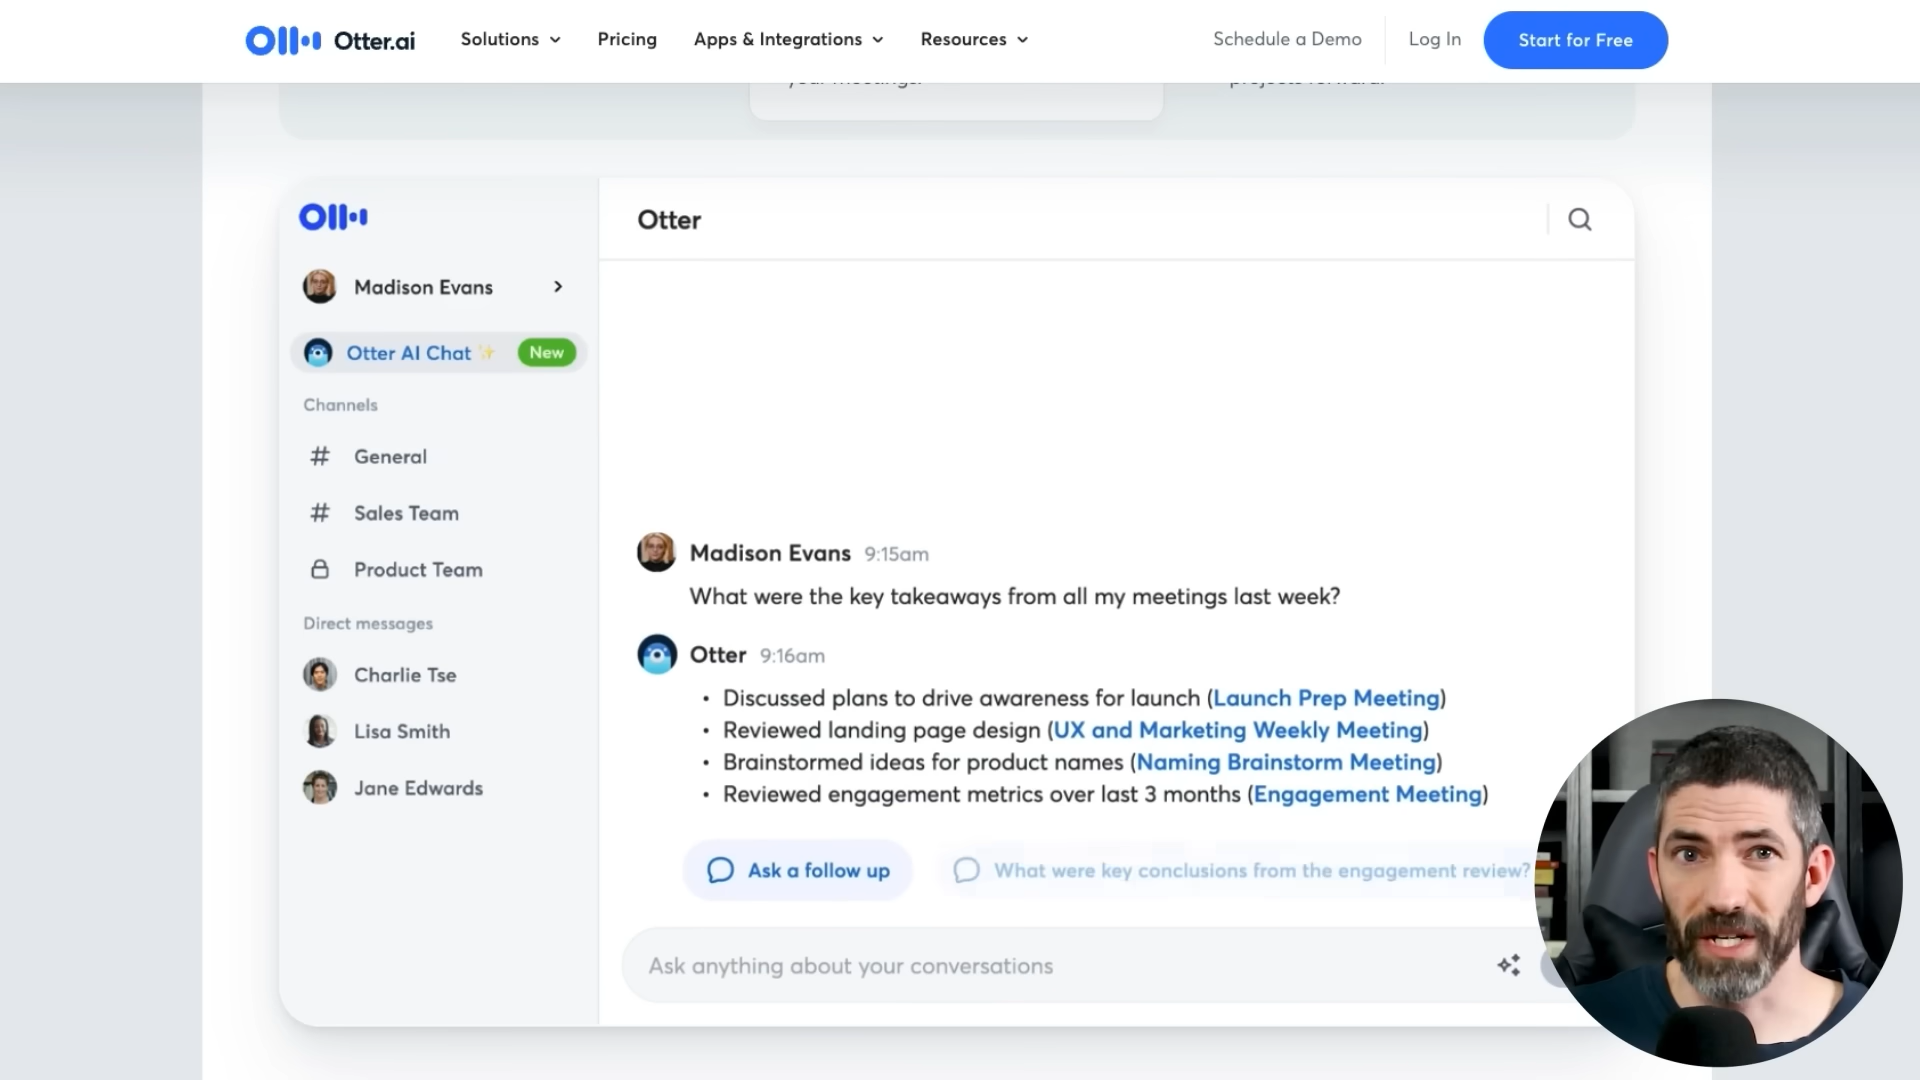 Otter.ai
Solutions
Pricing
Apps & Integrations
Resources
Schedule a Demo
Log In
Start for Free
your meetings.
projects forward.
Otter
Madison Evans
Otter AI Chat
New
Channels
# General
# Sales Team
Product Team
Direct messages
Charlie Tse
Lisa Smith
Jane Edwards
Madison Evans 9:15am
What were the key takeaways from all my meetings last week?
Otter 9:16am
• Discussed plans to drive awareness for launch (Launch Prep Meeting)
• Reviewed landing page design (UX and Marketing Weekly Meeting)
• Brainstormed ideas for product names (Naming Brainstorm Meeting)
• Reviewed engagement metrics over last 3 months (Engagement Meeting)
Ask a follow up
What were key conclusions from the engagement review?
Ask anything about your conversations